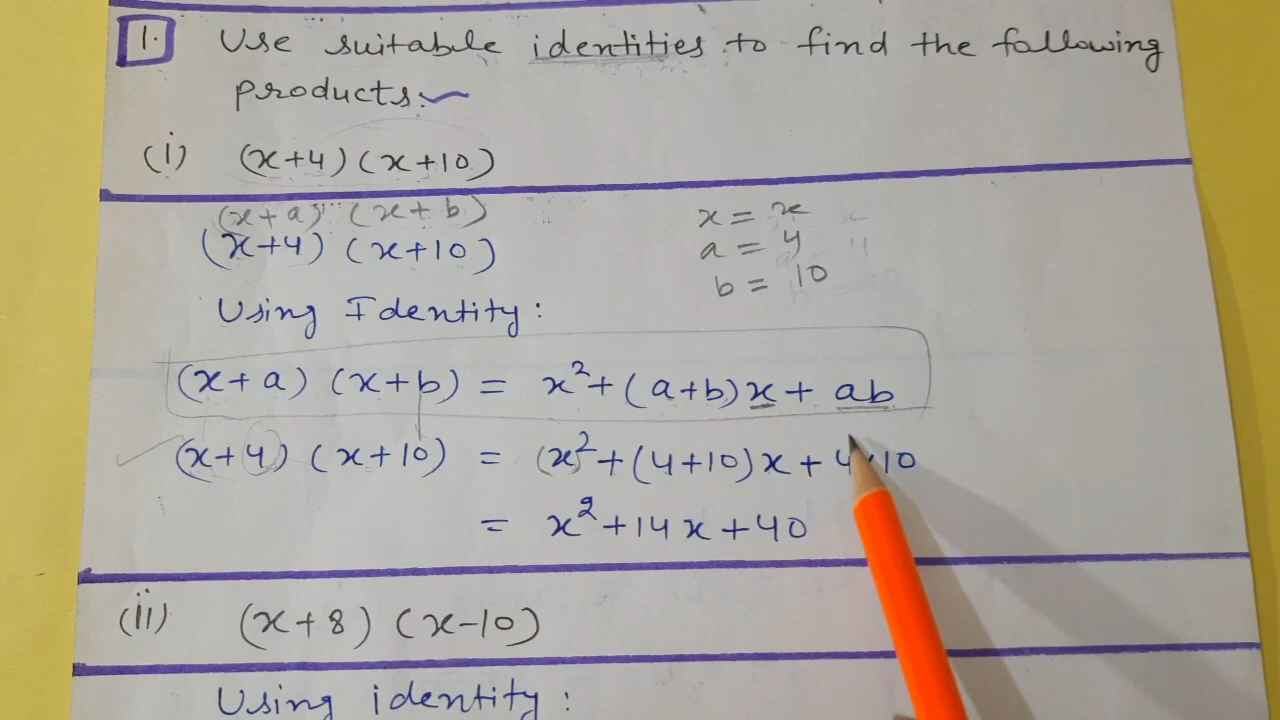 1. Use suitable identities to find the following
products.
(i) (x+4) (x+10)
(x+a) (x+b)
(x+4) (x+10)
x = x
a = 4
b = 10
Using Identity:
(x+a) (x+b) = x²+(a+b)x+ ab
(x+4) (x+10) = (x)²+(4+10)x+4×10
= x²+14x+40
(ii) (x+8) (x-10)
Using identity: